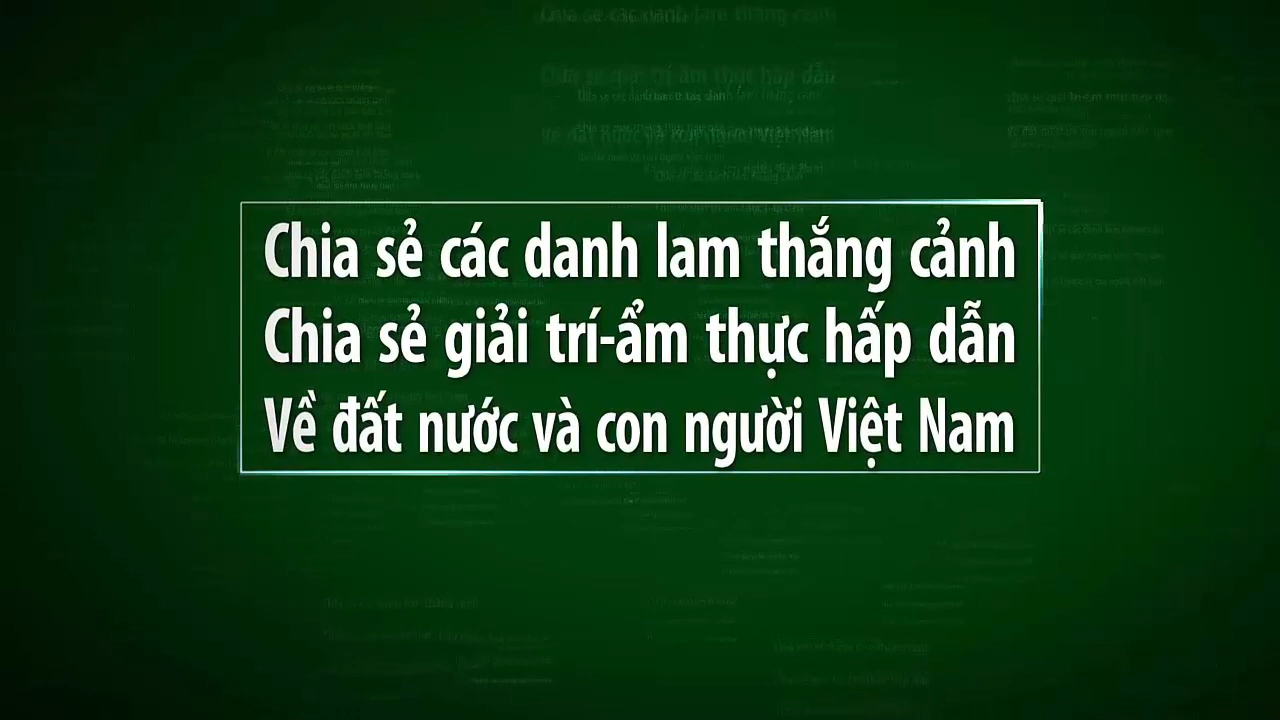 Chia sẻ các danh lam thắng cảnh
Chia sẻ giải trí-ẩm thực hấp dẫn
Về đất nước và con người Việt Nam